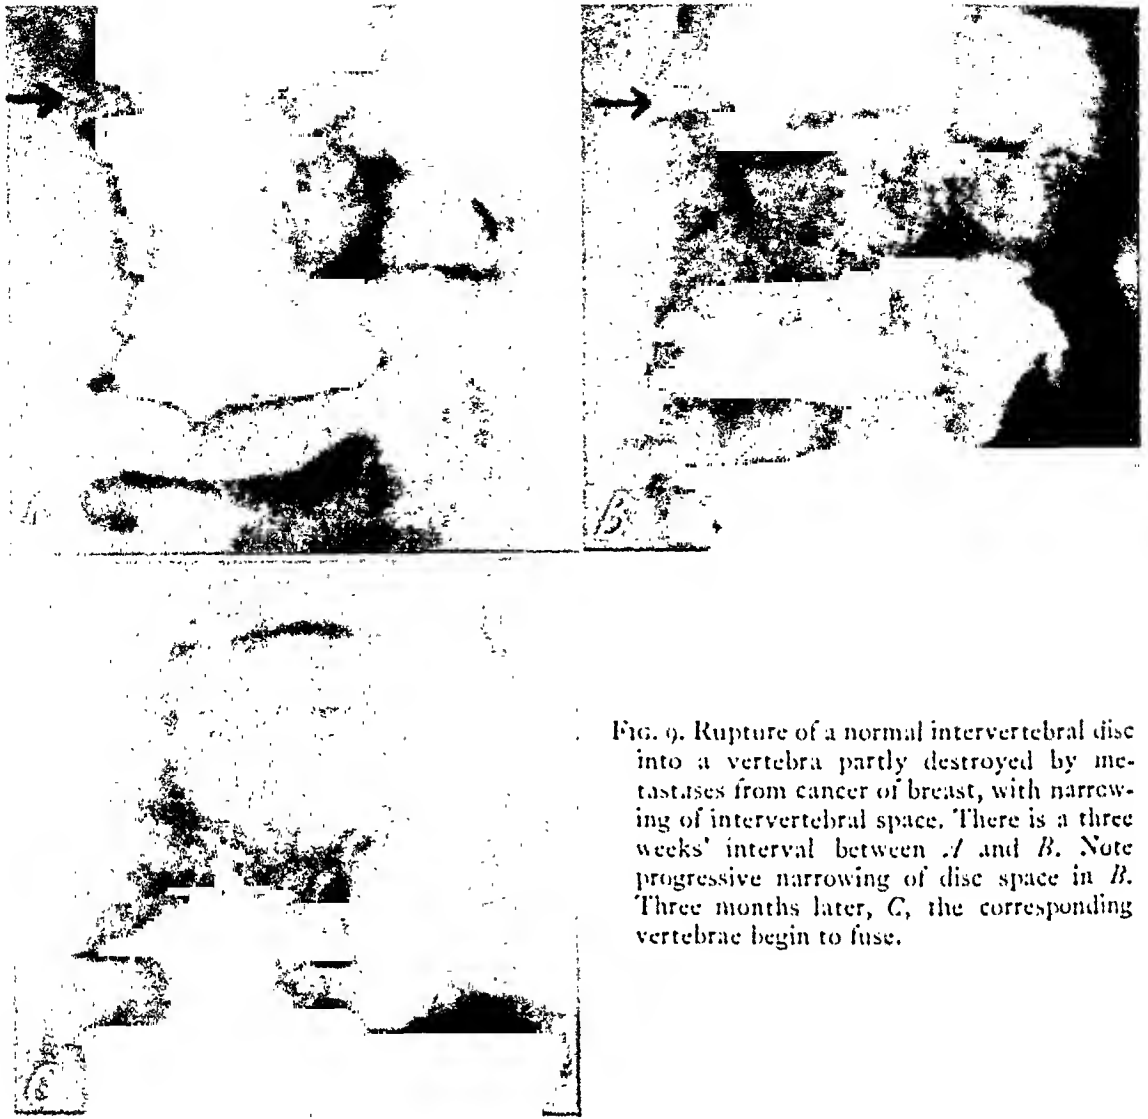 A
B
C
FIG. 9. Rupture of a normal intervertebral disc
into a vertebra partly destroyed by me-
tastases from cancer of breast, with narrow-
ing of intervertebral space. There is a three
weeks' interval between A and B. Note
progressive narrowing of disc space in B.
Three months later, C, the corresponding
vertebrae begin to fuse.